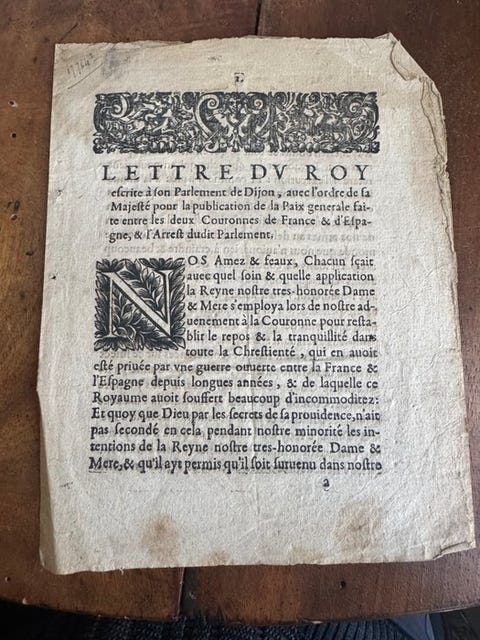 L
LETTRE DV ROY
escrite à son Parlement de Dijon, auec l'ordre de sa
Majesté pour la publication de la Paix generale fai-
te entre les deux Couronnes de France & d'Espa-
gne, & l'Arrest dudit Parlement.
NOS Amez & feaux, Chacun sçait
auec quel soin & quelle application
la Reyne nostre tres-honorée Dame
& Mere s'employa lors de nostre ad-
uenement à la Couronne pour resta-
blir le repos & la tranquillité dans
toute la Chrestienté, qui en auoit
esté priuée par vne guerre ouuerte entre la France &
l'Espagne depuis longues années, & de laquelle ce
Royaume auoit souffert beaucoup d'incommoditez:
Et quoy que Dieu par les secrets de sa prouidence, n'ait
pas secondé en cela pendant nostre minorité les in-
tentions de la Reyne nostre tres-honorée Dame &
Mere, & qu'il ayt permis qu'il soit suruenu dans nostre
a